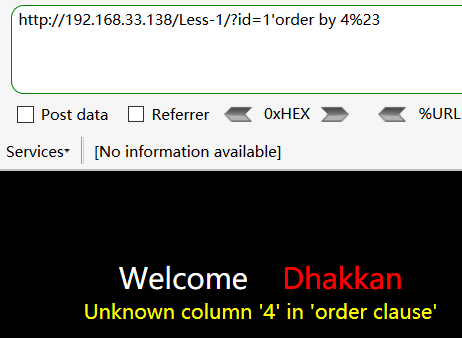 http://192.168.33.138/Less-1/?id=1'order by 4%23
Post data Referrer 0xHEX %URL
Services [No information available]
Welcome Dhakkan
Unknown column '4' in 'order clause'